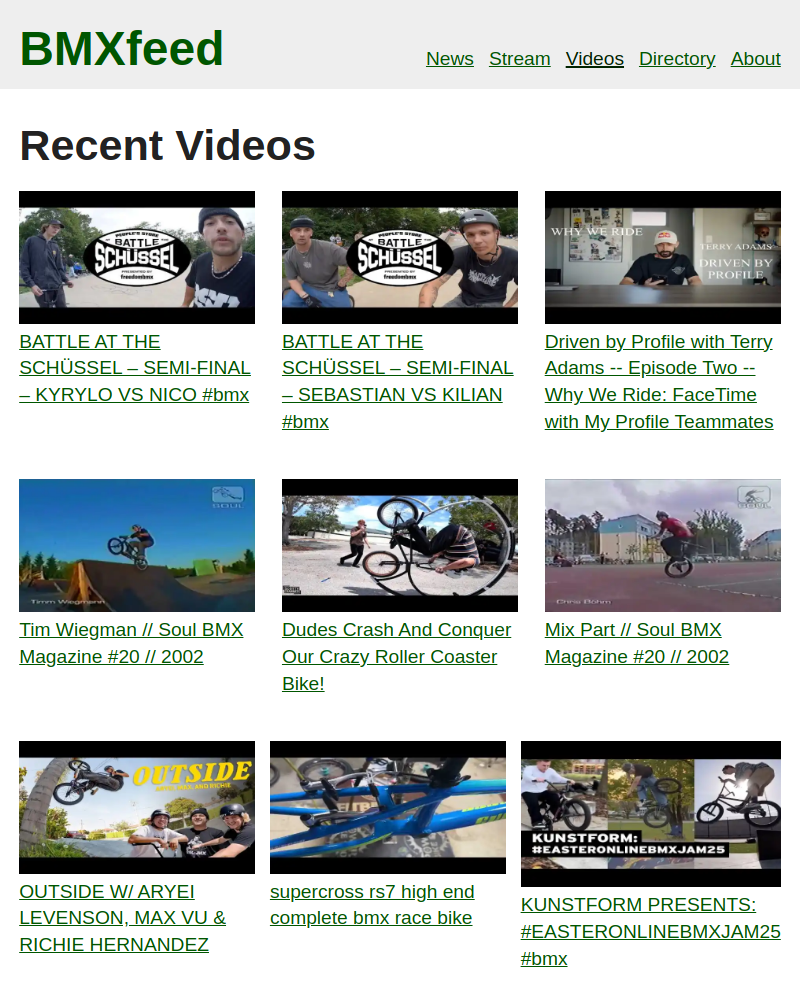 BMXfeed
News Stream Videos Directory About
Recent Videos
PEOPLE'S STORE
BATTLE
SCHÜSSEL
PRESENTED BY
freedombmx
BATTLE AT THE
SCHÜSSEL – SEMI-FINAL
– KYRYLO VS NICO #bmx
PEOPLE'S STORE
BATTLE
SCHÜSSEL
PRESENTED BY
freedombmx
BATTLE AT THE
SCHÜSSEL – SEMI-FINAL
– SEBASTIAN VS KILIAN
#bmx
WHY WE RIDE
TERRY ADAMS
DRIVEN BY
PROFILE
Driven by Profile with Terry
Adams -- Episode Two --
Why We Ride: FaceTime
with My Profile Teammates
SOUL
Timm Wiegmann
Tim Wiegman // Soul BMX
Magazine #20 // 2002
Dudes Crash And Conquer
Our Crazy Roller Coaster
Bike!
SOUL
Chris Böhm
Mix Part // Soul BMX
Magazine #20 // 2002
OUTSIDE
OUTSIDE W/ ARYEI
LEVENSON, MAX VU &
RICHIE HERNANDEZ
supercross rs7 high end
complete bmx race bike
KUNSTFORM:
#EASTERONLINEBMXJAM25
KUNSTFORM PRESENTS:
#EASTERONLINEBMXJAM25
#bmx